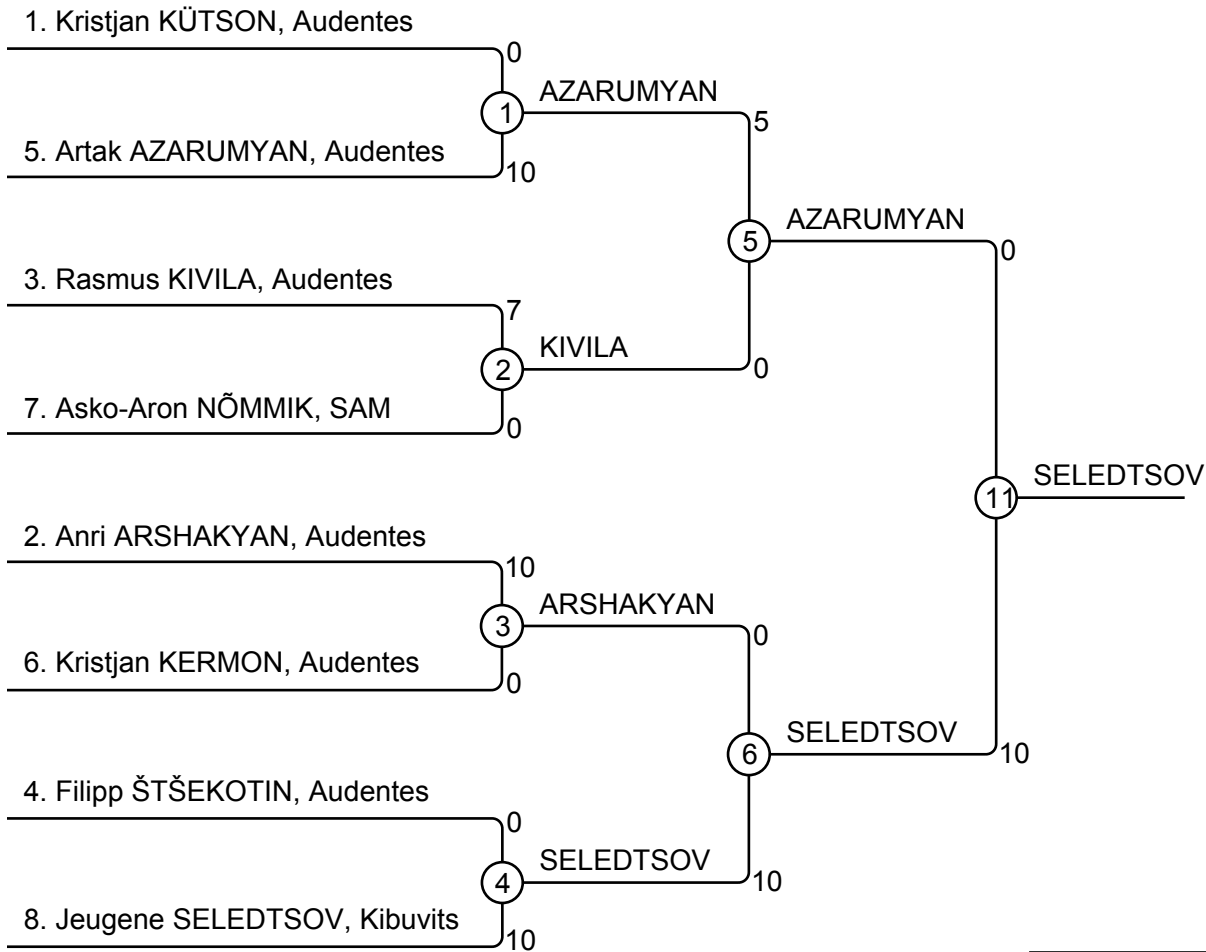 1. Kristjan KÜTSON, Audentes
0
AZARUMYAN
1
5
5. Artak AZARUMYAN, Audentes
10
AZARUMYAN
5
0
3. Rasmus KIVILA, Audentes
7
KIVILA
2
0
7. Asko-Aron NÕMMIK, SAM
0
SELEDTSOV
11
2. Anri ARSHAKYAN, Audentes
10
ARSHAKYAN
3
0
6. Kristjan KERMON, Audentes
0
SELEDTSOV
6
10
4. Filipp ŠTŠEKOTIN, Audentes
0
SELEDTSOV
4
10
8. Jeugene SELEDTSOV, Kibuvits
10